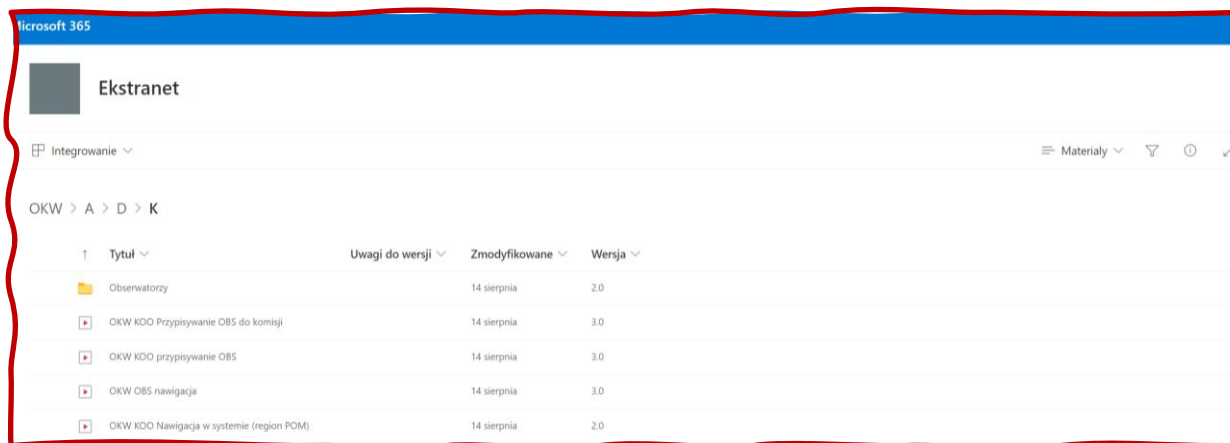 Microsoft 365
Ekstranet
Integrowanie
Materialy
OKW > A > D > K
Tytuł Uwagi do wersji Zmodyfikowane Wersja
Obserwatorzy 14 sierpnia 2.0
OKW KOO Przypisywanie OBS do komisji 14 sierpnia 3.0
OKW KOO przypisywanie OBS 14 sierpnia 3.0
OKW OBS nawigacja 14 sierpnia 3.0
OKW KOO Nawigacja w systemie (region POM) 14 sierpnia 2.0